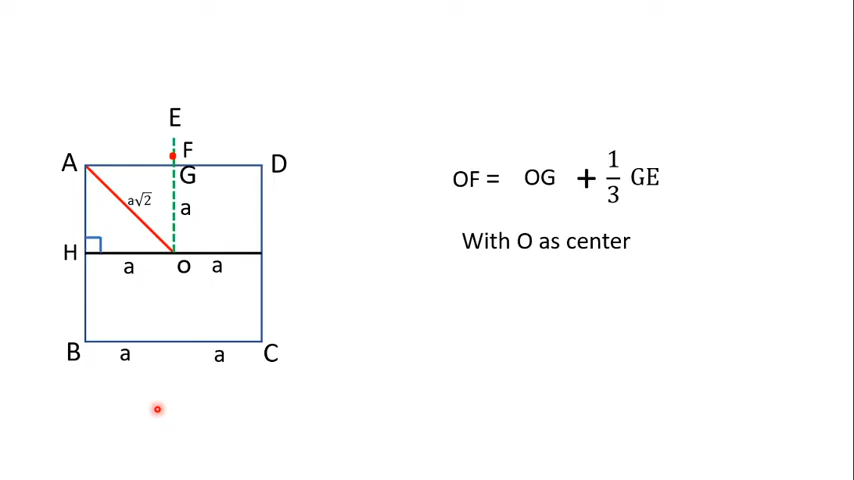 E
F
A
D
G
a√2
a
H
a
O
a
B
a
a
C
OF = OG + 1/3 GE
With O as center